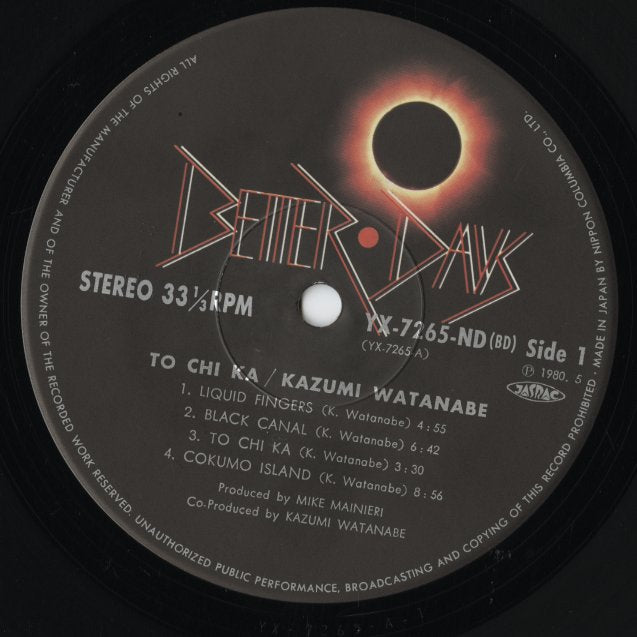 BETTER • DAYS
STEREO 33 1/3 RPM
YX-7265-ND (BD) Side 1
(YX-7265-A)
Ⓟ 1980. 5
JASRAC
TO CHI KA / KAZUMI WATANABE
1. LIQUID FINGERS (K. Watanabe) 4:55
2. BLACK CANAL (K. Watanabe) 6:42
3. TO CHI KA (K. Watanabe) 3:30
4. COKUMO ISLAND (K. Watanabe) 8:56
Produced by MIKE MAINIERI
Co-Produced by KAZUMI WATANABE
ALL RIGHTS OF THE MANUFACTURER AND OF THE OWNER OF THE RECORDED WORK RESERVED. UNAUTHORIZED PUBLIC PERFORMANCE, BROADCASTING AND COPYING OF THIS RECORD PROHIBITED · MADE IN JAPAN BY NIPPON COLUMBIA CO., LTD.